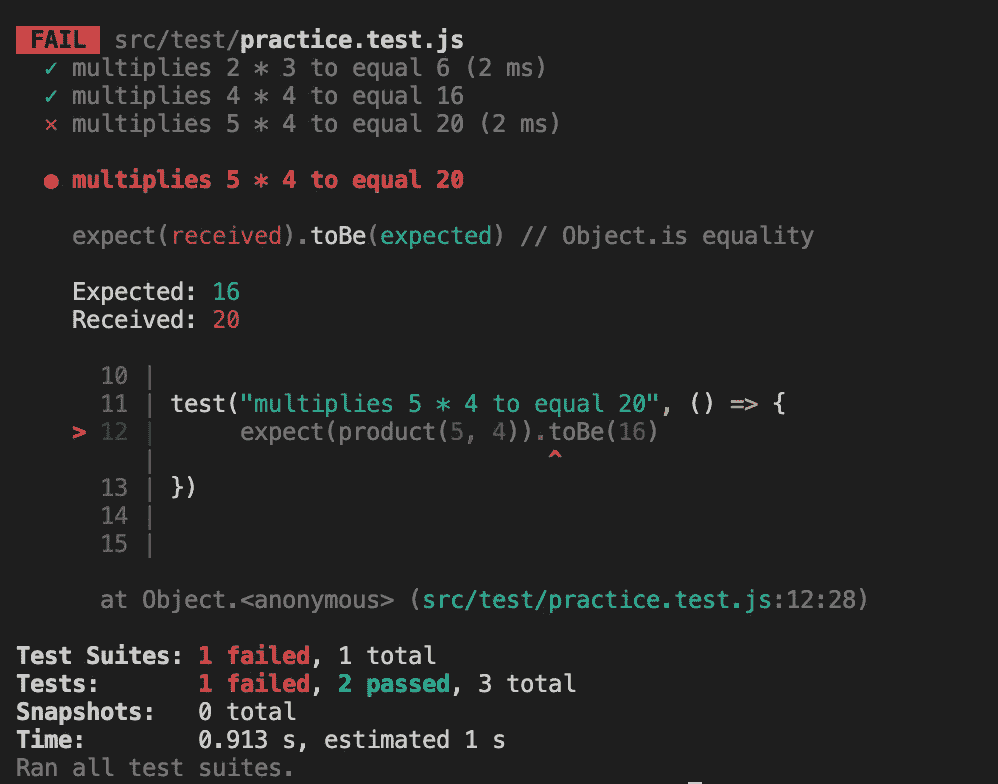 FAIL src/test/practice.test.js
✓ multiplies 2 * 3 to equal 6 (2 ms)
✓ multiplies 4 * 4 to equal 16
✕ multiplies 5 * 4 to equal 20 (2 ms)
● multiplies 5 * 4 to equal 20
expect(received).toBe(expected) // Object.is equality
Expected: 16
Received: 20
10 |
11 | test("multiplies 5 * 4 to equal 20", () => {
> 12 |      expect(product(5, 4)).toBe(16)
|                            ^
13 | })
14 |
15 |
at Object.<anonymous> (src/test/practice.test.js:12:28)
Test Suites: 1 failed, 1 total
Tests:       1 failed, 2 passed, 3 total
Snapshots:   0 total
Time:        0.913 s, estimated 1 s
Ran all test suites.